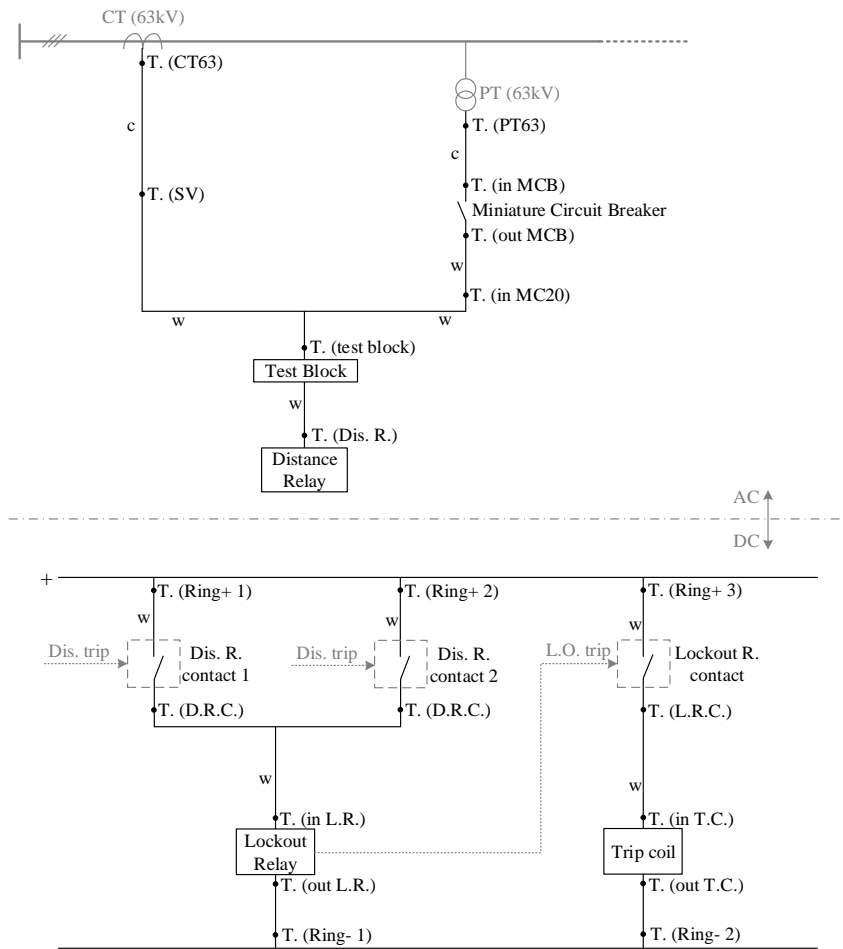 CT (63kV)
T. (CT63)
PT (63kV)
T. (PT63)
c
c
T. (SV)
T. (in MCB)
Miniature Circuit Breaker
T. (out MCB)
w
T. (in MC20)
w
w
T. (test block)
Test Block
w
T. (Dis. R.)
Distance
Relay
AC
DC
+
T. (Ring+ 1)
T. (Ring+ 2)
T. (Ring+ 3)
w
w
w
Dis. trip
Dis. R.
contact 1
Dis. trip
Dis. R.
contact 2
L.O. trip
Lockout R.
contact
T. (D.R.C.)
T. (D.R.C.)
T. (L.R.C.)
w
w
T. (in L.R.)
T. (in T.C.)
Lockout
Relay
Trip coil
T. (out L.R.)
T. (out T.C.)
T. (Ring- 1)
T. (Ring- 2)